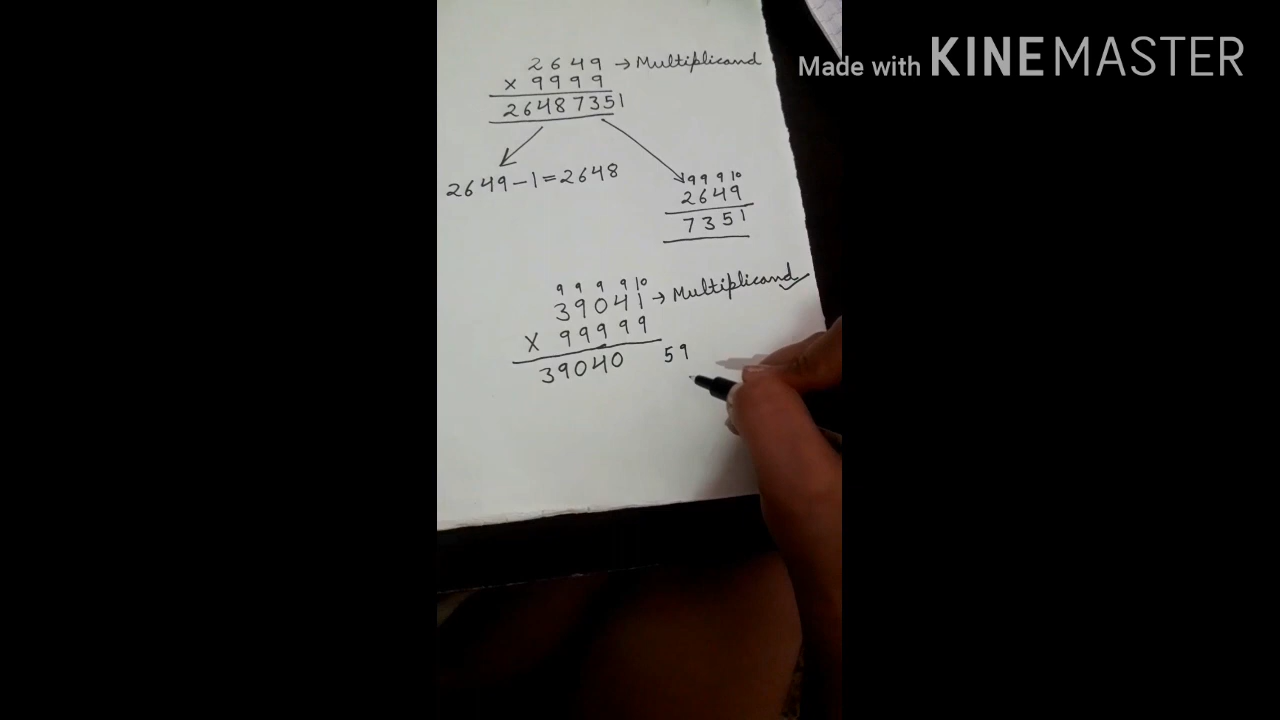 Made with KINEMASTER
2649 → Multiplicand
× 9999
26487351
2649-1=2648
9 9 9 10
2649
7351
9 9 9 9 10
39041 → Multiplicand
× 99999
39040 59